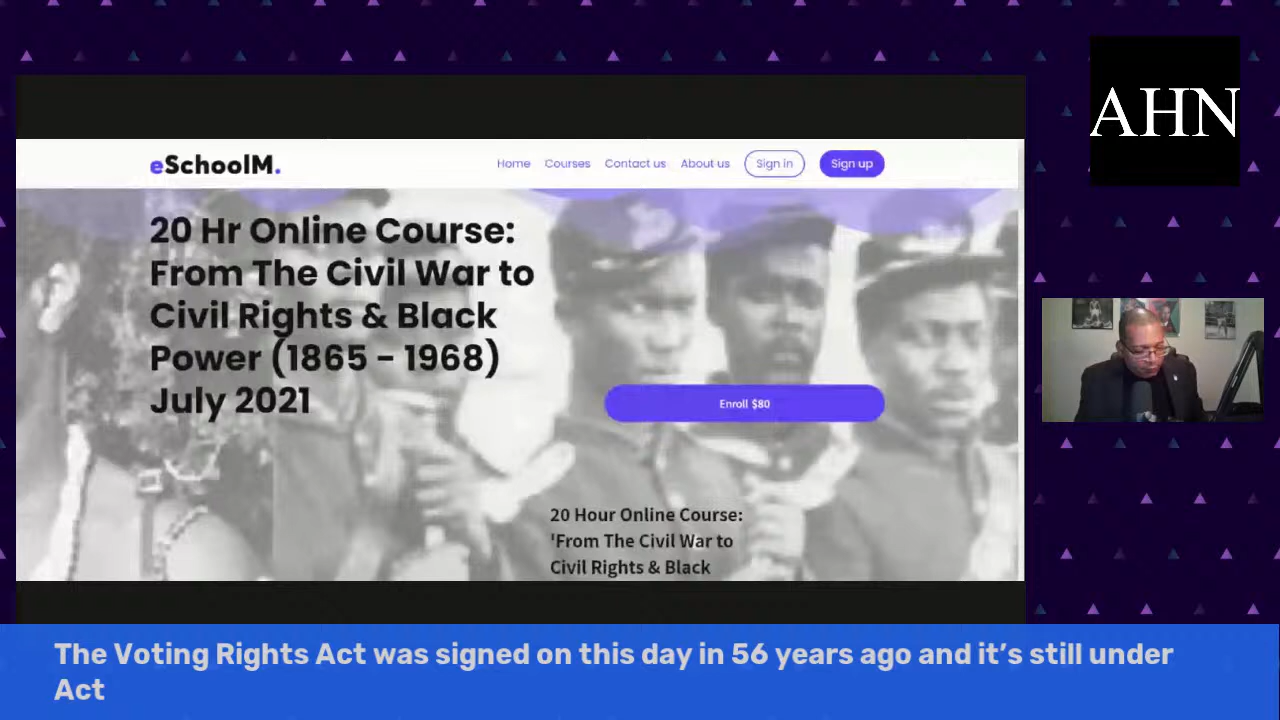 AHN
eSchoolM.
Home Courses Contact us About us Sign in Sign up
20 Hr Online Course:
From The Civil War to
Civil Rights & Black
Power (1865 - 1968)
July 2021
Enroll $80
20 Hour Online Course:
'From The Civil War to
Civil Rights & Black
The Voting Rights Act was signed on this day in 56 years ago and it's still under
Act